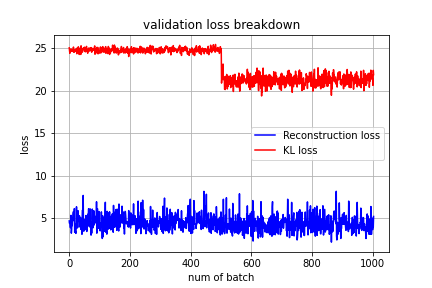 validation loss breakdown
25
20
15
10
5
loss
Reconstruction loss
KL loss
0 200 400 600 800 1000
num of batch